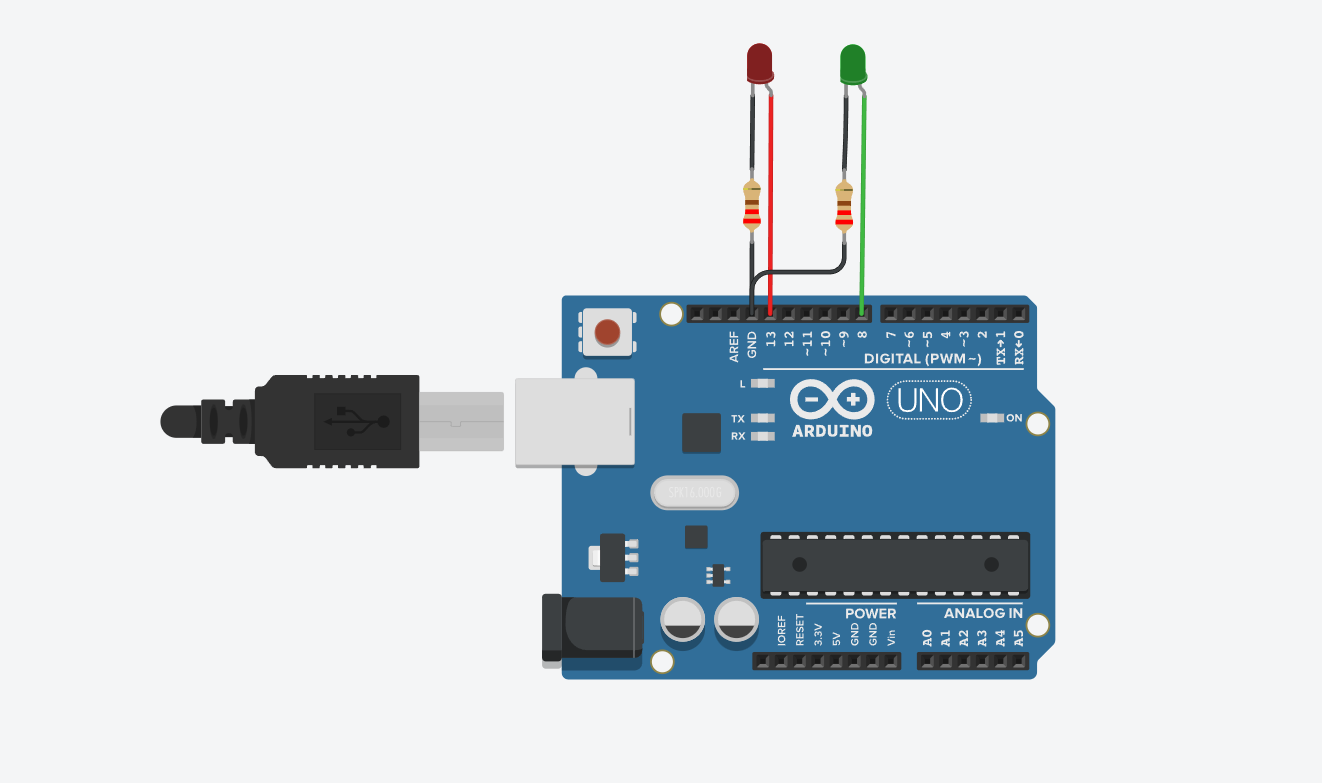 AREF
GND
13
12
~11
~10
~9
8
7
~6
~5
4
~3
2
TX→1
RX←0
DIGITAL (PWM~)
L
TX
RX
ARDUINO
UNO
ON
SPK16.000G
POWER
ANALOG IN
IOREF
RESET
3.3V
5V
GND
GND
Vin
A0
A1
A2
A3
A4
A5